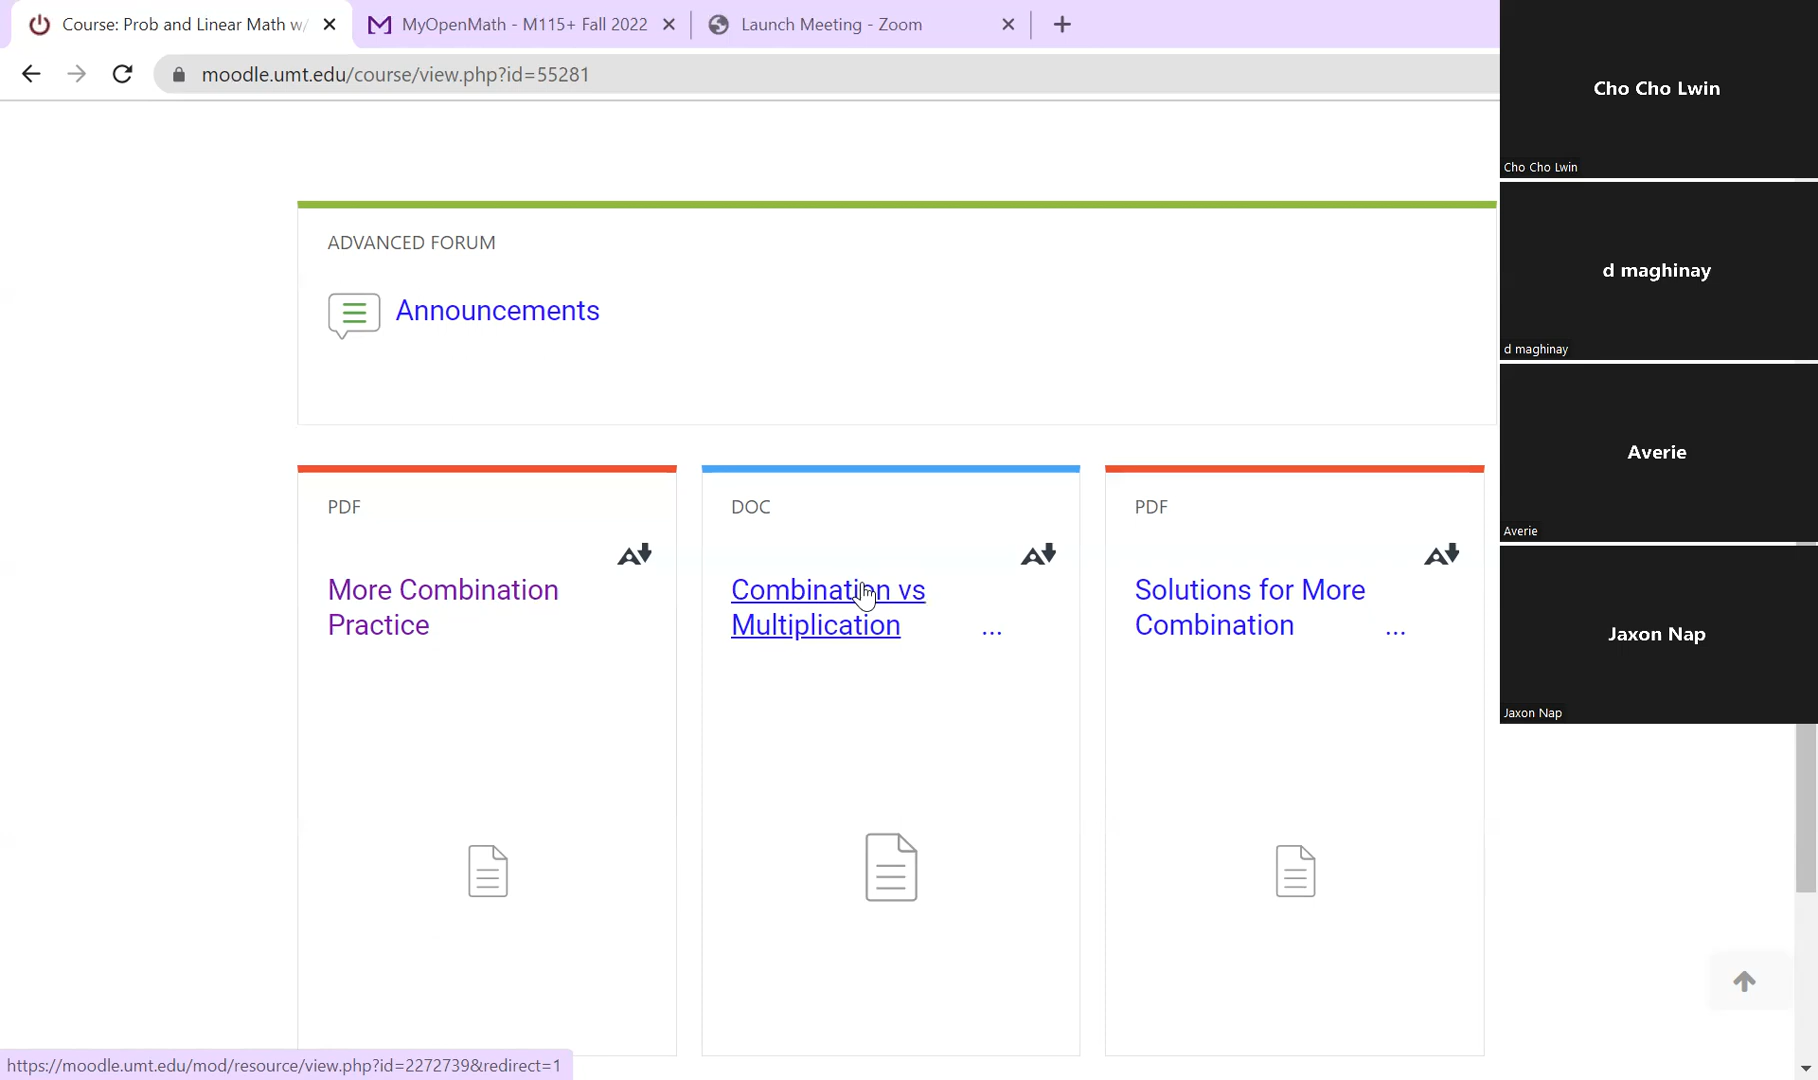 Course: Prob and Linear Math w/
MyOpenMath - M115+ Fall 2022
Launch Meeting - Zoom
moodle.umt.edu/course/view.php?id=55281
ADVANCED FORUM
Announcements
PDF
More Combination
Practice
DOC
Combination vs
Multiplication ...
PDF
Solutions for More
Combination ...
Cho Cho Lwin
Cho Cho Lwin
d maghinay
d maghinay
Averie
Averie
Jaxon Nap
Jaxon Nap
https://moodle.umt.edu/mod/resource/view.php?id=2272739&redirect=1